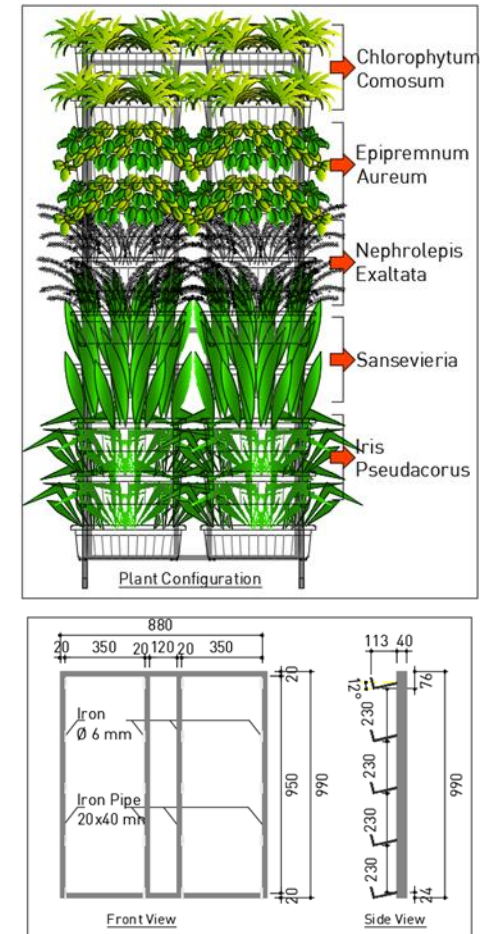 Chlorophytum
Comosum
Epipremnum
Aureum
Nephrolepis
Exaltata
Sansevieria
Iris
Pseudacorus
Plant Configuration
880
20 350 20 120 20 350
20
Iron
Ø 6 mm
Iron Pipe
20x40 mm
950
990
20
Front View
113 40
12°
76
230
230
230
230
990
24
Side View